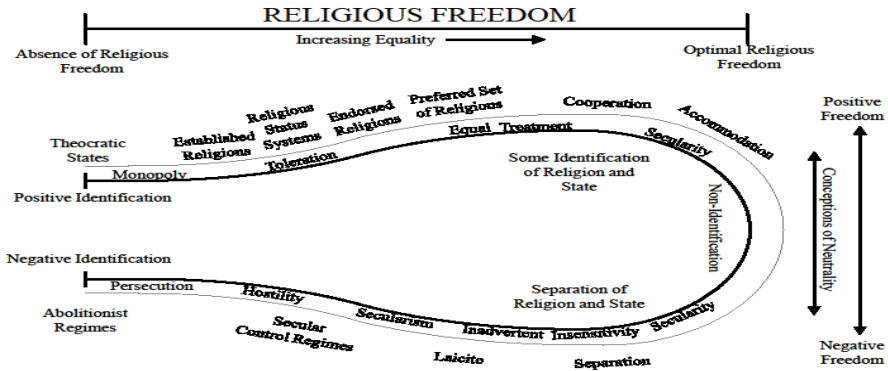 RELIGIOUS FREEDOM
Increasing Equality
Absence of Religious
Freedom
Optimal Religious
Freedom
Theocratic
States
Established
Religions
Religious
Status
Systems
Endorsed
Religions
Preferred Set
of Religious
Cooperation
Accommodation
Positive
Freedom
Monopoly
Toleration
Equal Treatment
Secularity
Positive Identification
Some Identification
of Religion and
State
Non-Identification
Conceptions of Neutrality
Negative Identification
Persecution
Hostility
Secularism
Inadvertent Insensitivity
Secularity
Separation of
Religion and State
Abolitionist
Regimes
Secular
Control Regimes
Laicite
Separation
Negative
Freedom